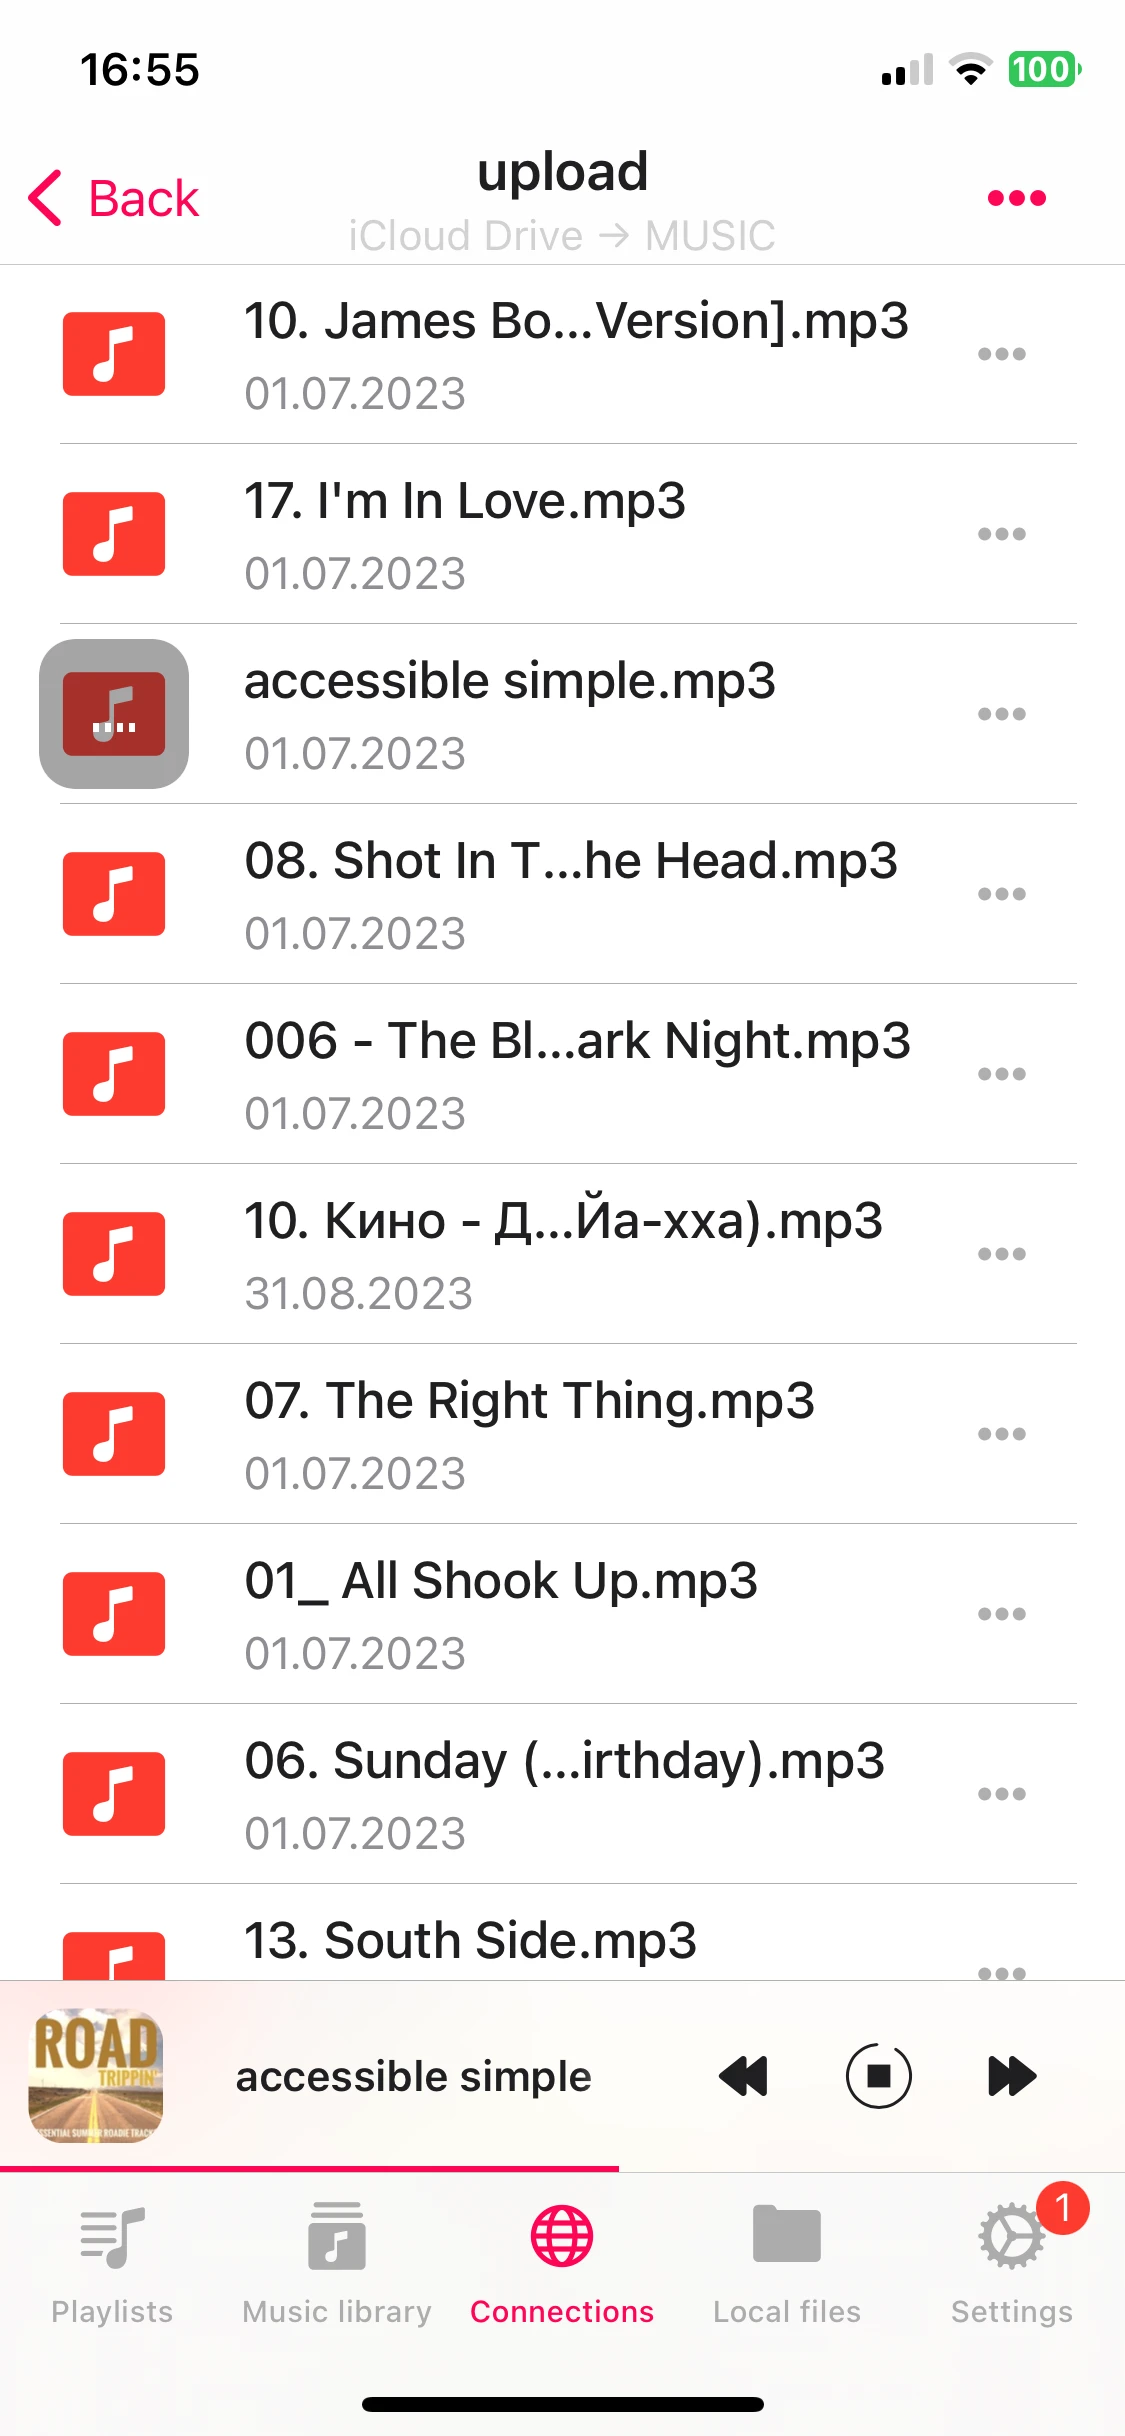 16:55
100
Back
upload
iCloud Drive → MUSIC
10. James Bo...Version].mp3
01.07.2023
17. I'm In Love.mp3
01.07.2023
accessible simple.mp3
01.07.2023
08. Shot In T...he Head.mp3
01.07.2023
006 - The Bl...ark Night.mp3
01.07.2023
10. Кино - Д...Йа-хха).mp3
31.08.2023
07. The Right Thing.mp3
01.07.2023
01_ All Shook Up.mp3
01.07.2023
06. Sunday (...irthday).mp3
01.07.2023
13. South Side.mp3
ROAD
TRIPPIN'
accessible simple
1
Playlists
Music library
Connections
Local files
Settings